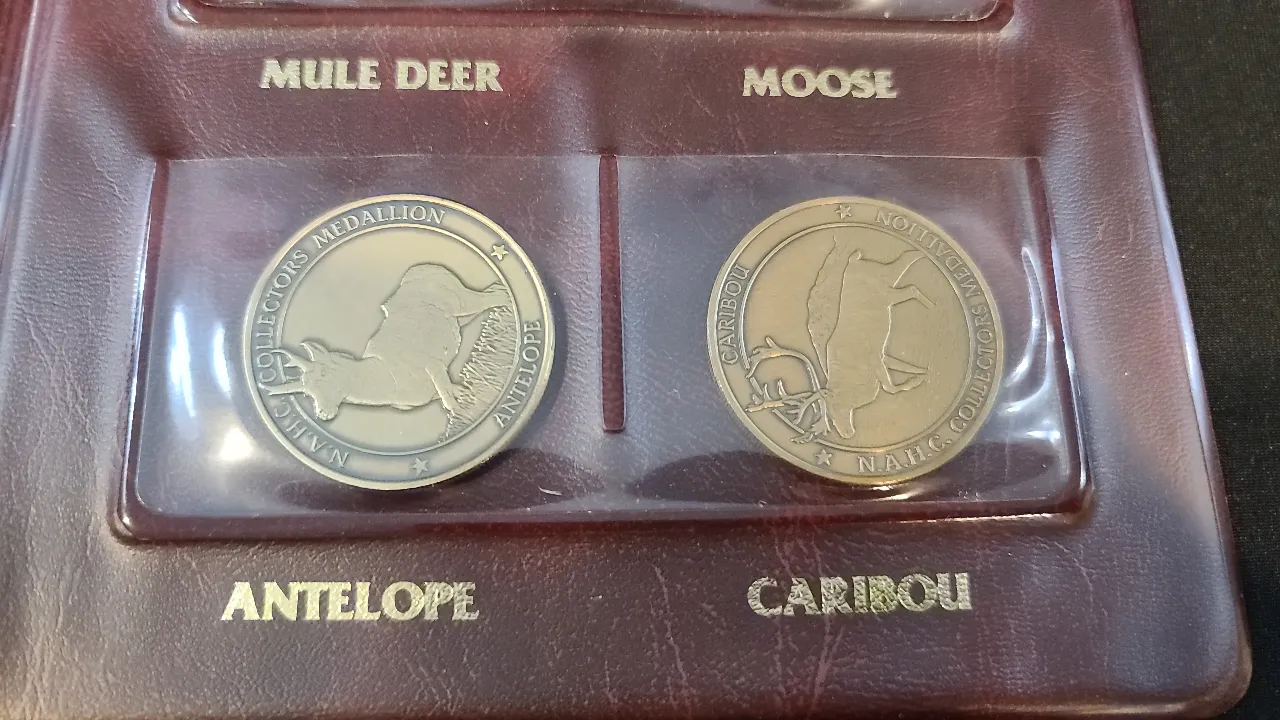 MULE DEER
MOOSE
N.A.H.C. COLLECTORS MEDALLION
ANTELOPE
CARIBOU
N.A.H.C. COLLECTORS MEDALLION
ANTELOPE
CARIBOU